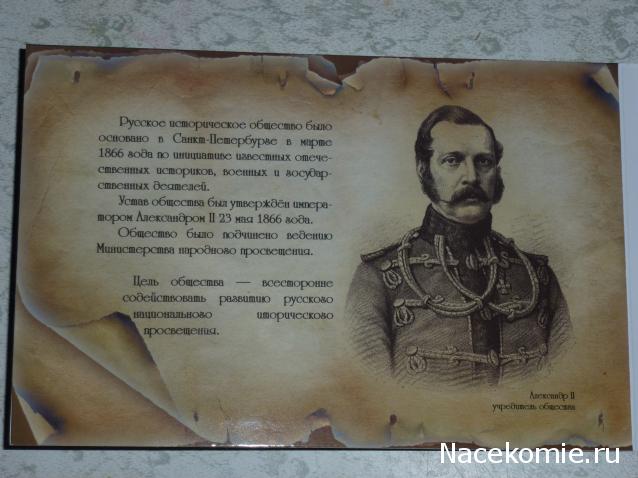 Русское историческое общество было
основано в Санкт-Петербурге в марте
1866 года по инициативе известных отече-
ственных историков, военных и государ-
ственных деятелей.
Устав общества был утверждён импера-
тором Александром II 23 мая 1866 года.
Общество было подчинено ведению
Министерства народного просвещения.
Цель общества — всесторонне
содействовать развитию русского
национального иторического
просвещения.
Александр II
учредитель общества
Nacekomie.ru